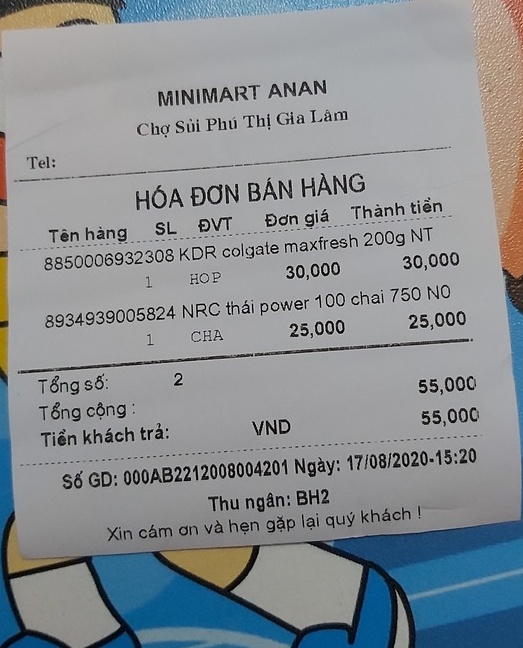 MINIMART ANAN
Chợ Sủi Phú Thị Gia Lâm
Tel:
HÓA ĐƠN BÁN HÀNG
Tên hàng SL ĐVT Đơn giá Thành tiền
8850006932308 KDR colgate maxfresh 200g NT
1 HOP 30,000 30,000
8934939005824 NRC thái power 100 chai 750 N0
1 CHA 25,000 25,000
Tổng số: 2
Tổng cộng : 55,000
Tiền khách trả: VND 55,000
Số GD: 000AB2212008004201 Ngày: 17/08/2020-15:20
Thu ngân: BH2
Xin cám ơn và hẹn gặp lại quý khách !